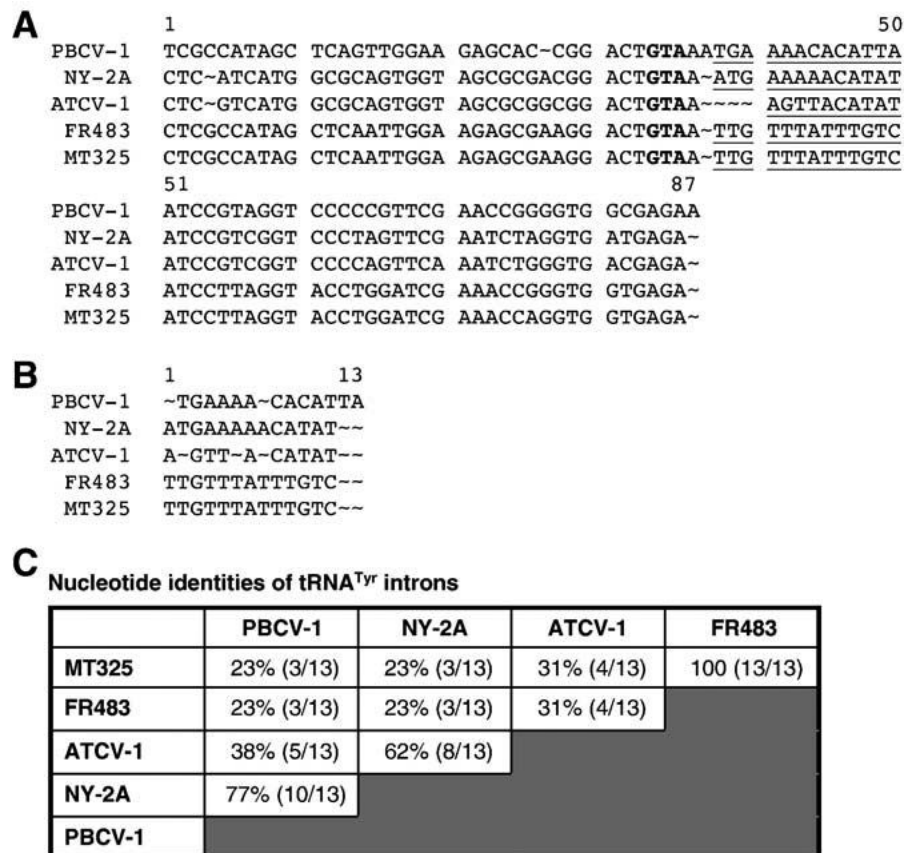 A
1 50
PBCV-1 TCGCCATAGC TCAGTTGGAA GAGCAC~CGG ACTGTAAATGA AAACACATTA
NY-2A CTC~ATCATGG GCGCAGTGGT AGCGCGACGG ACTGTAA~ATG AAAAACATAT
ATCV-1 CTC~GTCATG GCGCAGTGGT AGCGCGGCGG ACTGTAA~~~~ AGTTACATAT
FR483 CTCGCCATAG CTCAATTGGA AGAGCGAAGG ACTGTAA~TTG TTTATTTGTC
MT325 CTCGCCATAG CTCAATTGGA AGAGCGAAGG ACTGTAA~TTG TTTATTTGTC
51 87
PBCV-1 ATCCGTAGGT CCCCCGTTCG AACCGGGGTG GCGAGAA
NY-2A ATCCGTCGGT CCCTAGTTCG AATCTAGGTG ATGAGA~
ATCV-1 ATCCGTCGGT CCCCAGTTCA AATCTGGGTG ACGAGA~
FR483 ATCCTTAGGT ACCTGGATCG AAACCGGGTG GTGAGA~
MT325 ATCCTTAGGT ACCTGGATCG AAACCAGGTG GTGAGA~
B
1 13
PBCV-1 ~TGAAAA~CACATTA
NY-2A ATGAAAAACATAT~~
ATCV-1 A~GTT~A~CATAT~~
FR483 TTGTTTATTTGTC~~
MT325 TTGTTTATTTGTC~~
C
Nucleotide identities of tRNATyr introns
PBCV-1 NY-2A ATCV-1 FR483
MT325 23% (3/13) 23% (3/13) 31% (4/13) 100 (13/13)
FR483 23% (3/13) 23% (3/13) 31% (4/13)
ATCV-1 38% (5/13) 62% (8/13)
NY-2A 77% (10/13)
PBCV-1